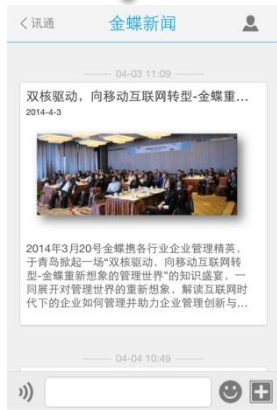 讯通
金蝶新闻
04-03 11:09
双核驱动，向移动互联网转型-金蝶重...
2014-4-3
2014年3月20号金蝶携各行业企业管理精英，
于青岛掀起一场“双核驱动，向移动互联网转
型-金蝶重新想象的管理世界”的知识盛宴，一
同展开对管理世界的重新想象，解读互联网时
代下的企业如何管理并助力企业管理创新与...
04-04 10:49